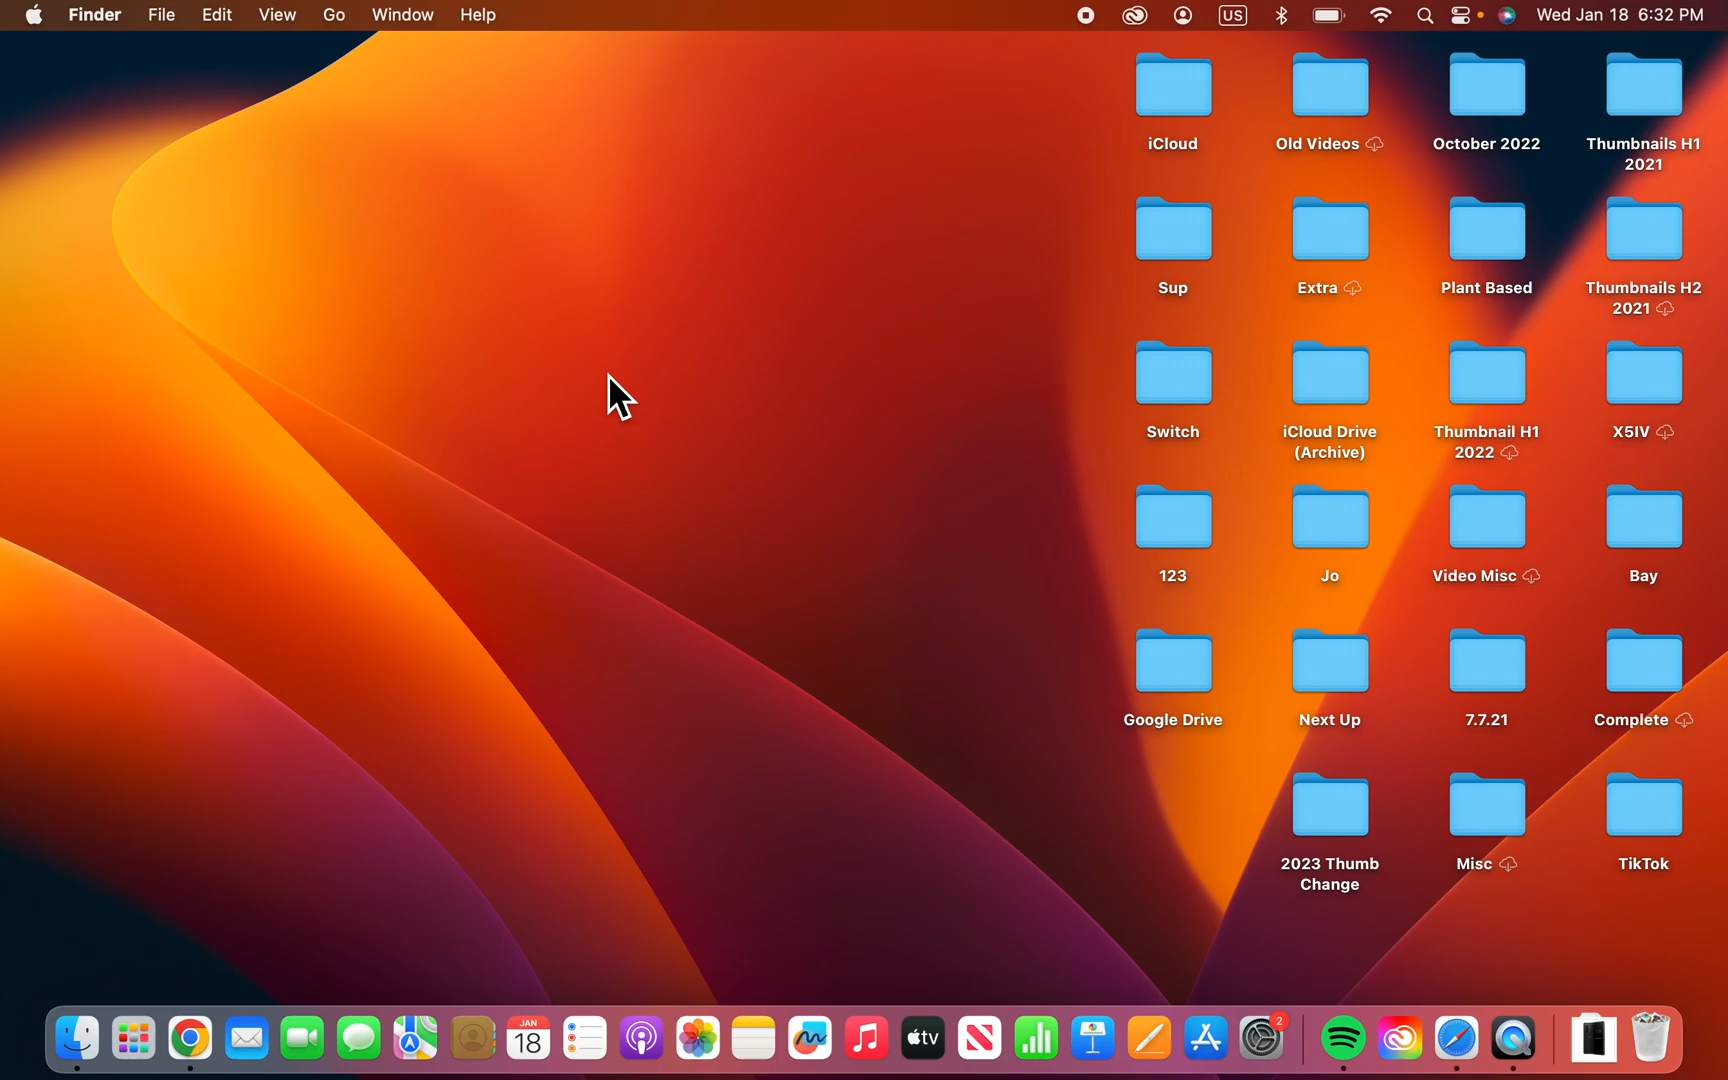 Finder File Edit View Go Window Help US Wed Jan 18 6:32 PM
iCloud
Old Videos
October 2022
Thumbnails H1
2021
Sup
Extra
Plant Based
Thumbnails H2
2021
Switch
iCloud Drive
(Archive)
Thumbnail H1
2022
X5IV
123
Jo
Video Misc
Bay
Google Drive
Next Up
7.7.21
Complete
2023 Thumb
Change
Misc
TikTok
JAN
18
tv
2